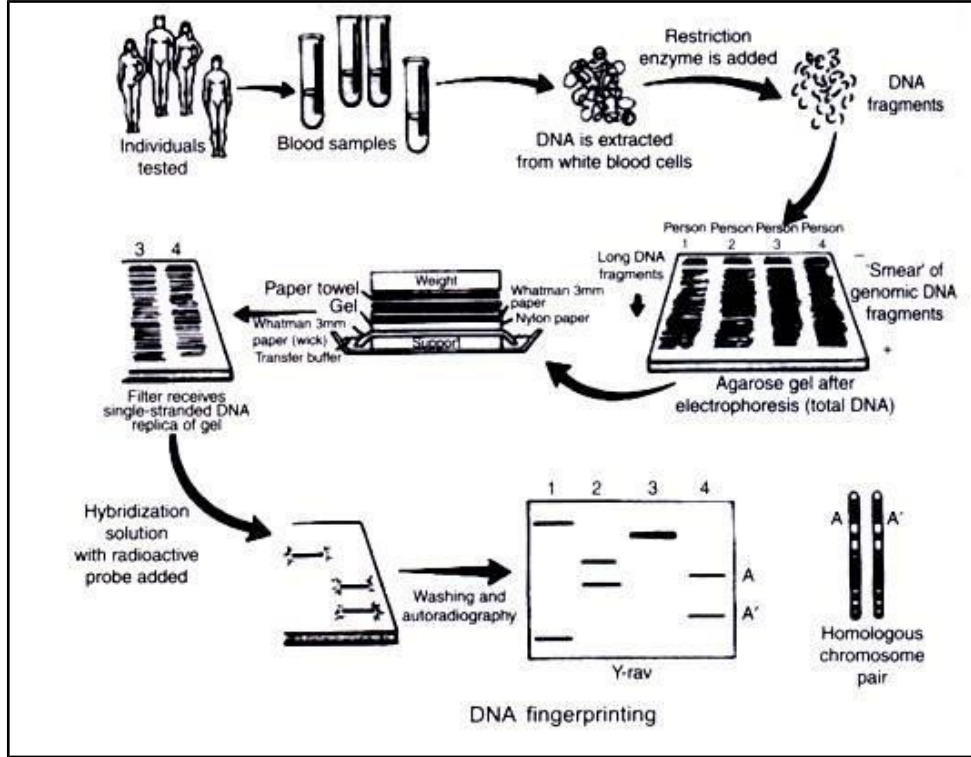 Individuals
tested
Blood samples
DNA is extracted
from white blood cells
Restriction
enzyme is added
DNA
fragments
Person Person Person Person
1 2 3 4
Long DNA
fragments
−
'Smear' of
genomic DNA
fragments
+
Agarose gel after
electrophoresis (total DNA)
Weight
Paper towel
Gel
Whatman 3mm
paper (wick)
Transfer buffer
Support
Whatman 3mm
paper
Nylon paper
3 4
Filter receives
single-stranded DNA
replica of gel
Hybridization
solution
with radioactive
probe added
Washing and
autoradiography
1 2 3 4
A
A'
Y-rav
A A'
Homologous
chromosome
pair
DNA fingerprinting